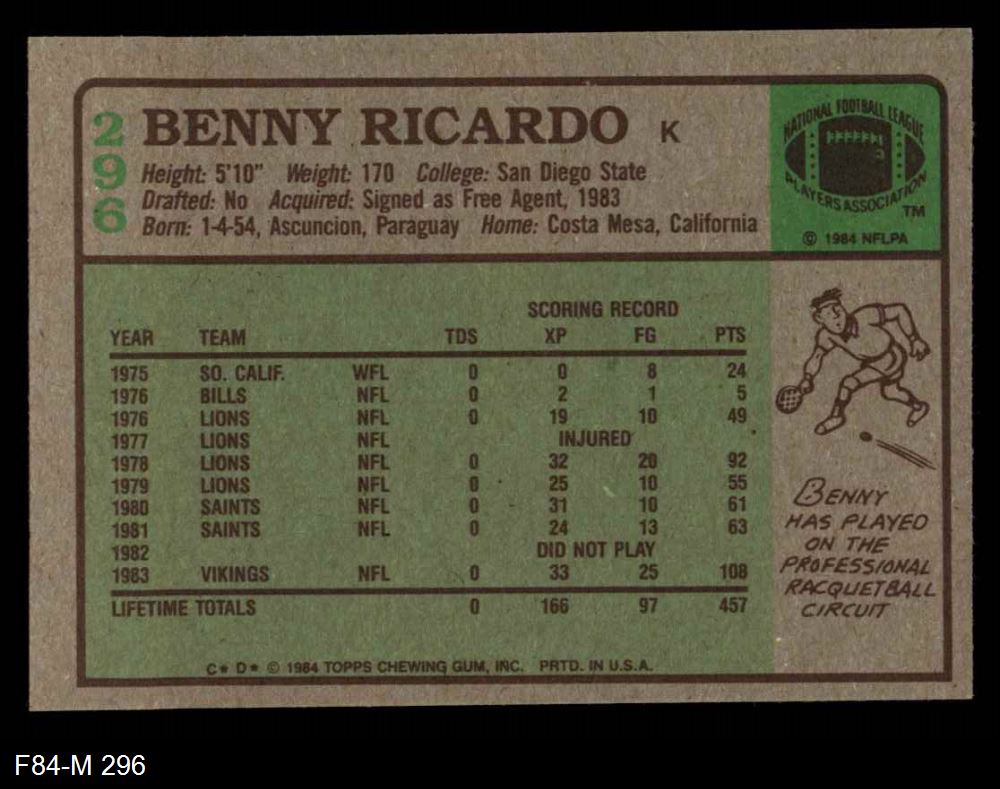 296
BENNY RICARDO K
Height: 5'10" Weight: 170 College: San Diego State
Drafted: No Acquired: Signed as Free Agent, 1983
Born: 1-4-54, Ascuncion, Paraguay Home: Costa Mesa, California
NATIONAL FOOTBALL LEAGUE
PLAYERS ASSOCIATION
TM
© 1984 NFLPA
SCORING RECORD
YEAR TEAM TDS XP FG PTS
1975 SO. CALIF. WFL 0 0 8 24
1976 BILLS NFL 0 2 1 5
1976 LIONS NFL 0 19 10 49
1977 LIONS NFL INJURED
1978 LIONS NFL 0 32 20 92
1979 LIONS NFL 0 25 10 55
1980 SAINTS NFL 0 31 10 61
1981 SAINTS NFL 0 24 13 63
1982 DID NOT PLAY
1983 VIKINGS NFL 0 33 25 108
LIFETIME TOTALS 0 166 97 457
C* D* © 1984 TOPPS CHEWING GUM, INC. PRTD. IN U.S.A.
BENNY
HAS PLAYED
ON THE
PROFESSIONAL
RACQUETBALL
CIRCUIT
F84-M 296